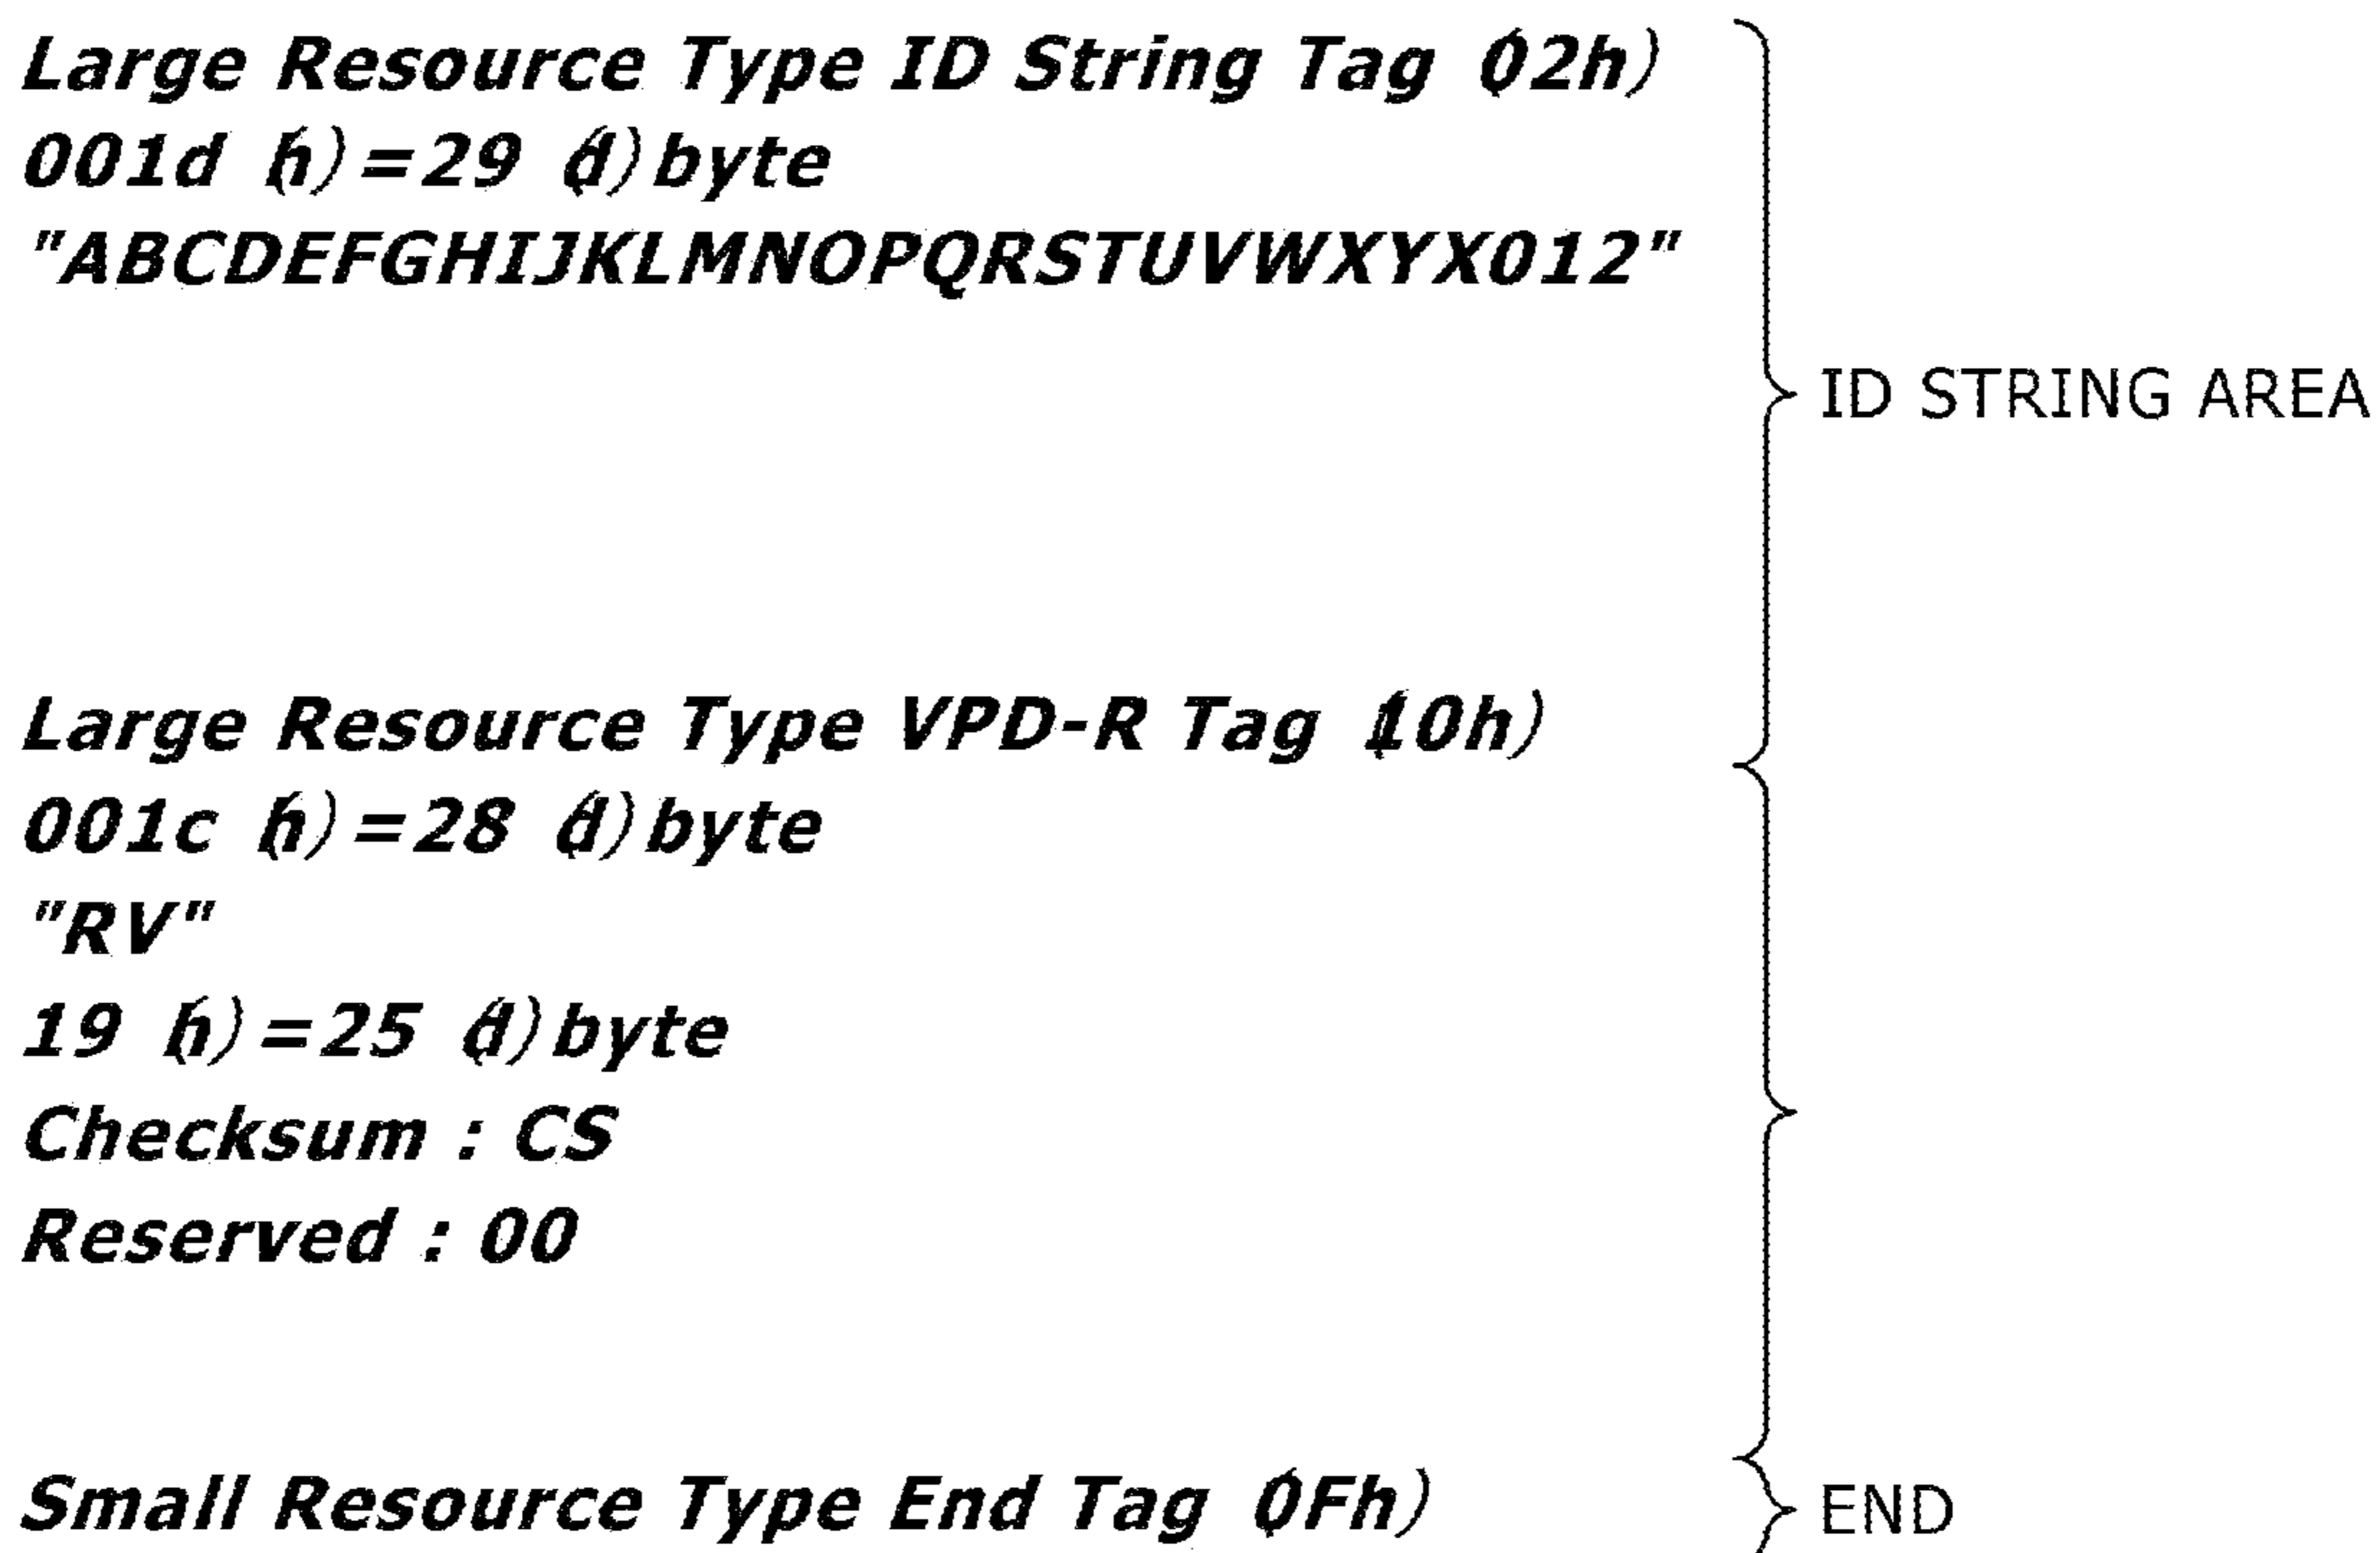 Large Resource Type ID String Tag (02h)
001d (h)=29 (d)byte
"ABCDEFGHIJKLMNOPQRSTUVWXYX012"
ID STRING AREA
Large Resource Type VPD-R Tag (10h)
001c (h)=28 (d)byte
"RV"
19 (h)=25 (d)byte
Checksum : CS
Reserved : 00
Small Resource Type End Tag (0Fh)
END